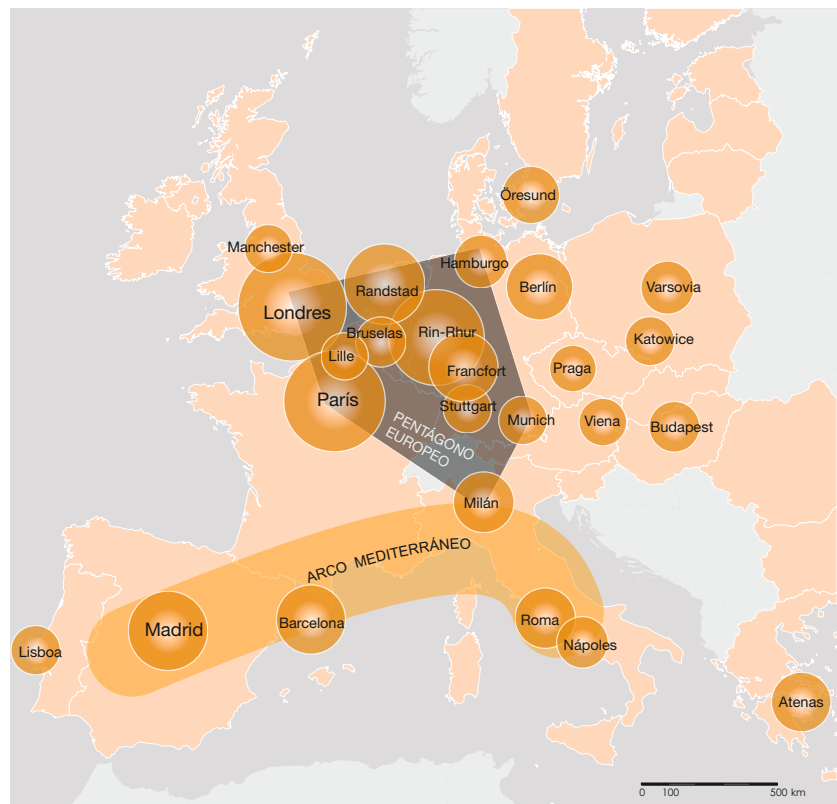 Öresund
Manchester
Hamburgo
Londres
Randstad
Berlín
Varsovia
Bruselas
Rin-Rhur
Lille
Katowice
Francfort
Praga
París
Stuttgart
Munich
Viena
Budapest
PENTÁGONO
EUROPEO
Milán
ARCO MEDITERRÁNEO
Madrid
Barcelona
Roma
Lisboa
Nápoles
Atenas
0 100 500 km